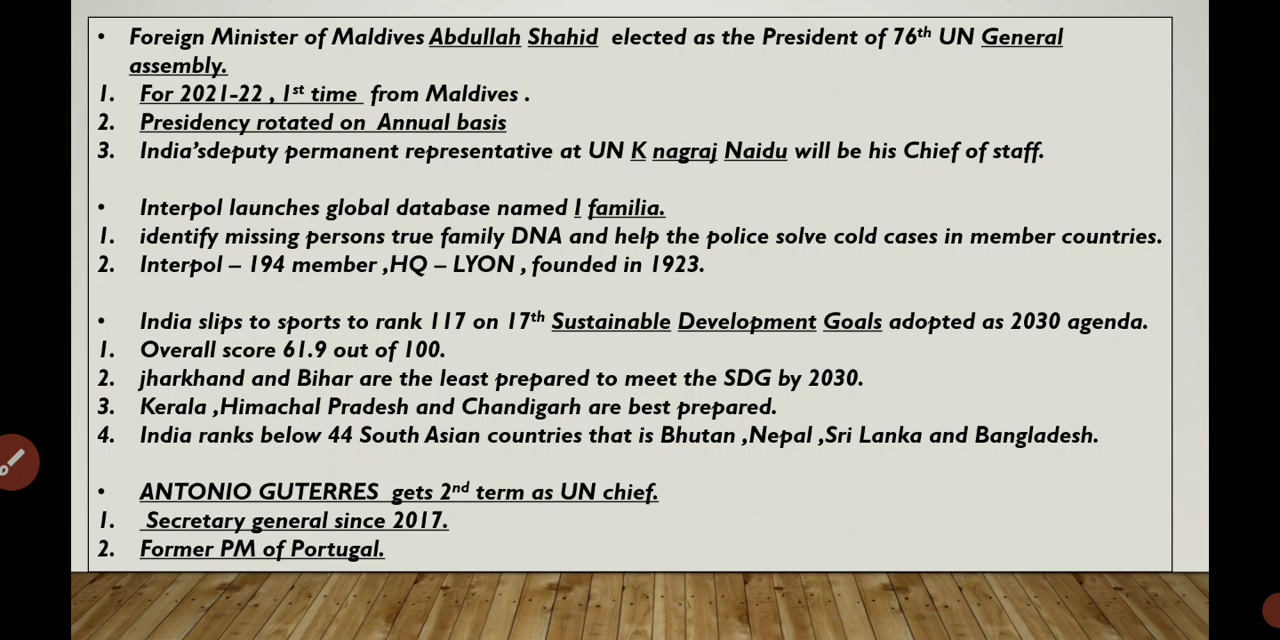 • Foreign Minister of Maldives Abdullah Shahid elected as the President of 76th UN General
assembly.
1. For 2021-22 , 1st time from Maldives .
2. Presidency rotated on Annual basis
3. India'sdeputy permanent representative at UN K nagraj Naidu will be his Chief of staff.
• Interpol launches global database named I familia.
1. identify missing persons true family DNA and help the police solve cold cases in member countries.
2. Interpol – 194 member ,HQ – LYON , founded in 1923.
• India slips to sports to rank 117 on 17th Sustainable Development Goals adopted as 2030 agenda.
1. Overall score 61.9 out of 100.
2. jharkhand and Bihar are the least prepared to meet the SDG by 2030.
3. Kerala ,Himachal Pradesh and Chandigarh are best prepared.
4. India ranks below 44 South Asian countries that is Bhutan ,Nepal ,Sri Lanka and Bangladesh.
• ANTONIO GUTERRES gets 2nd term as UN chief.
1. Secretary general since 2017.
2. Former PM of Portugal.